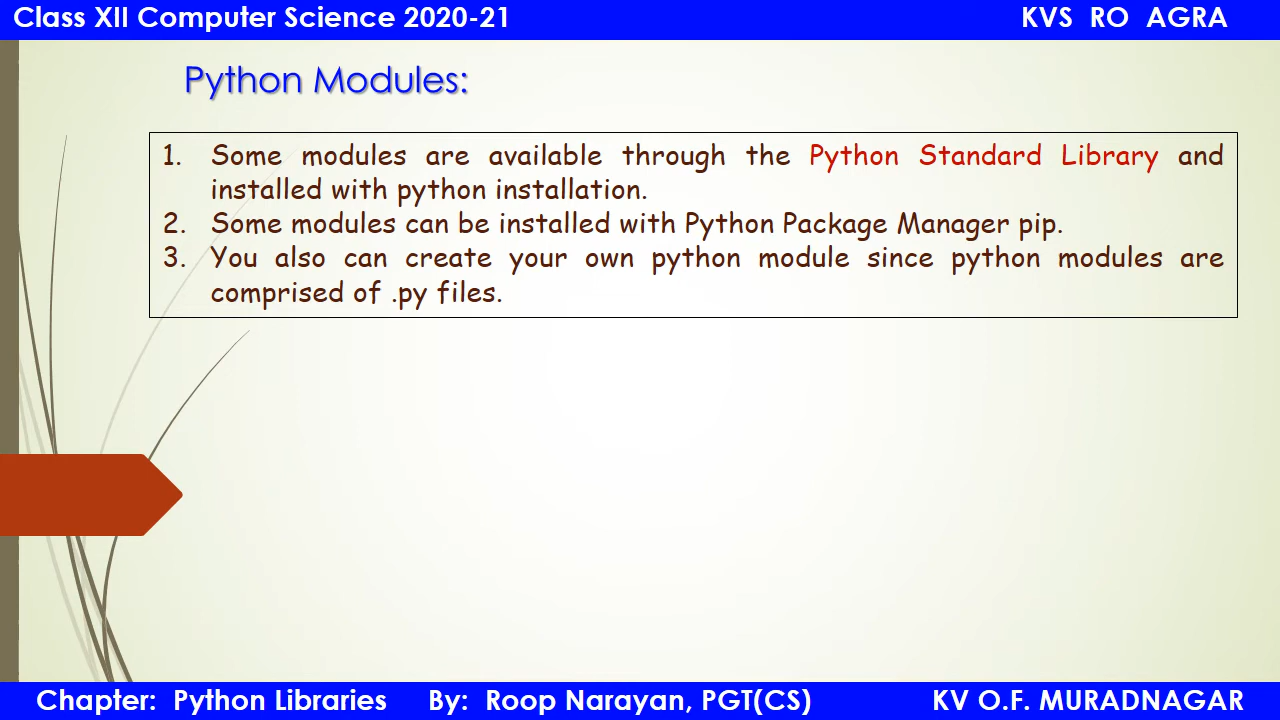 Class XII Computer Science 2020-21 KVS RO AGRA
Python Modules:
1. Some modules are available through the Python Standard Library and
installed with python installation.
2. Some modules can be installed with Python Package Manager pip.
3. You also can create your own python module since python modules are
comprised of .py files.
Chapter: Python Libraries By: Roop Narayan, PGT(CS) KV O.F. MURADNAGAR